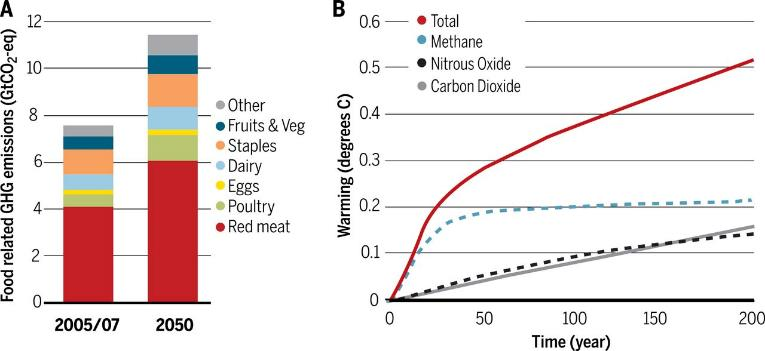 A
Food related GHG emissions (GtCO₂-eq)
12
10
8
6
4
2
0
2005/07
2050
Other
Fruits & Veg
Staples
Dairy
Eggs
Poultry
Red meat
B
Warming (degrees C)
0.6
0.5
0.4
0.3
0.2
0.1
0
Total
Methane
Nitrous Oxide
Carbon Dioxide
0
50
100
150
200
Time (year)